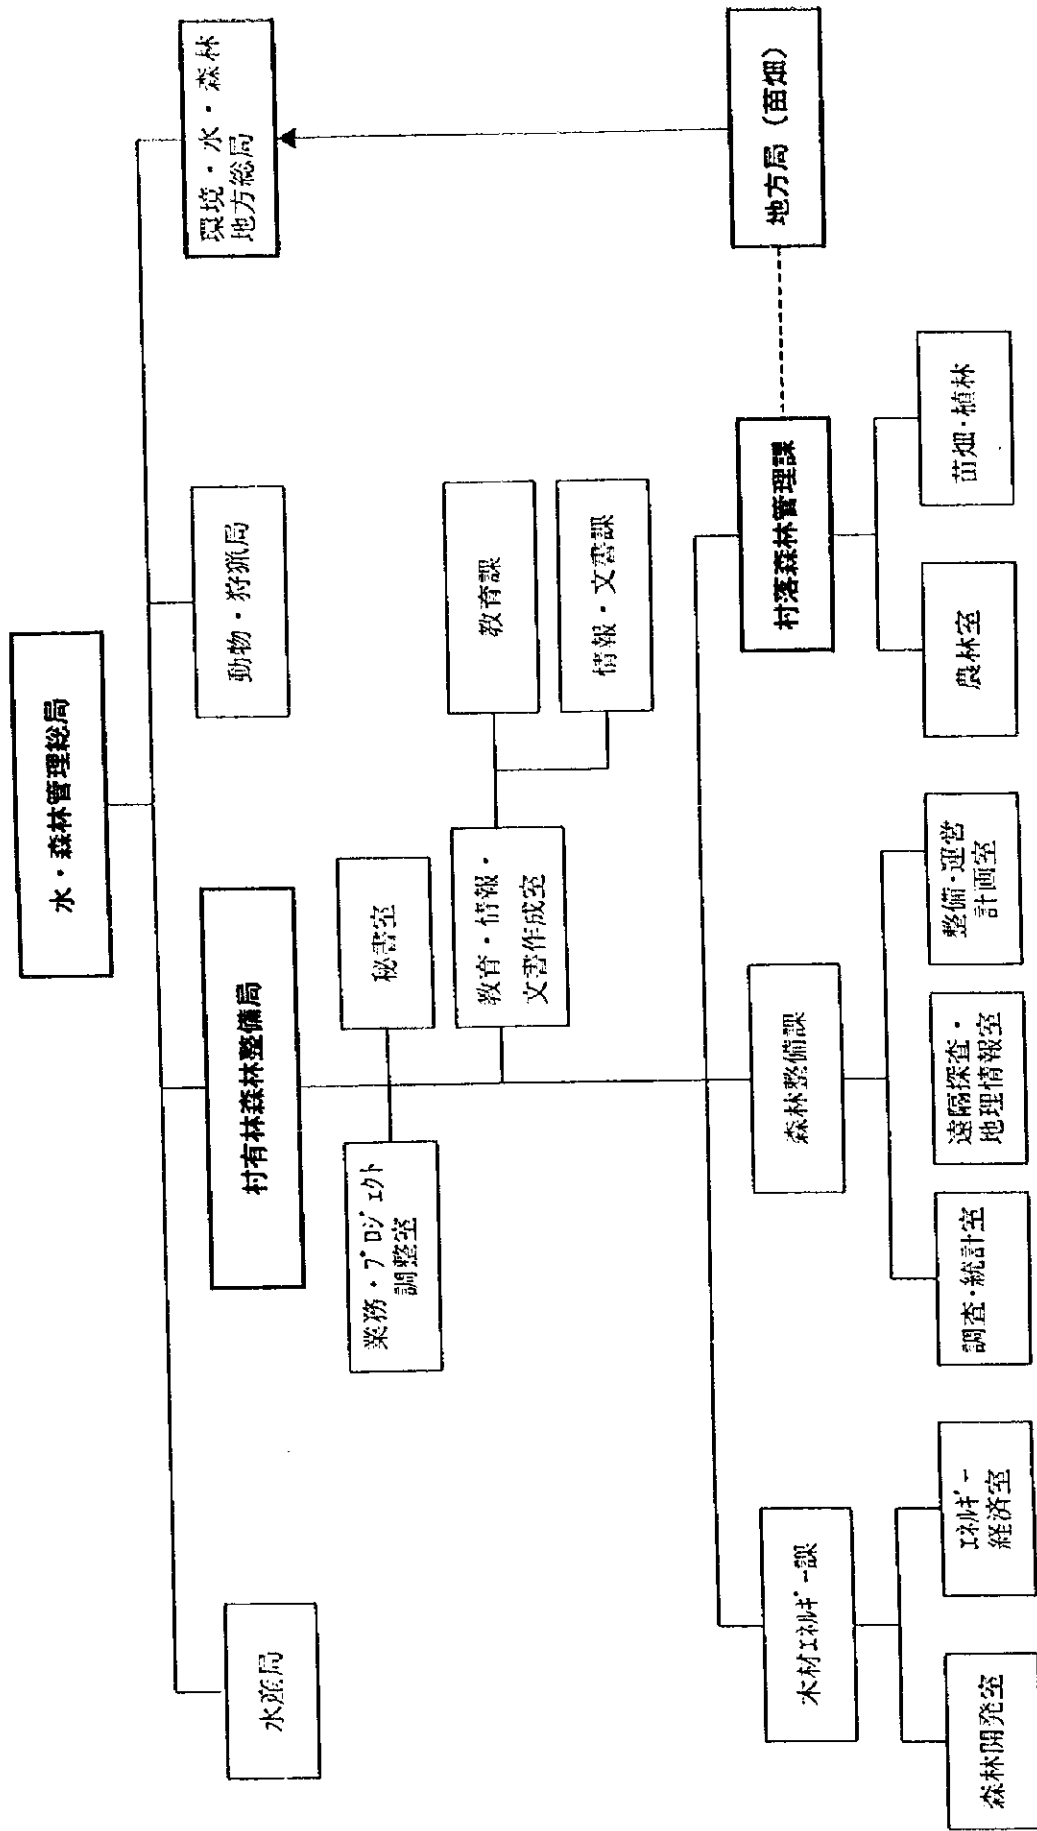 水・森林管理総局
水産局
村有林森林整備局
動物・狩猟局
環境・水・森林
地方総局
業務・ﾌﾟﾛｼﾞｪｸﾄ
調整室
秘書室
教育・情報・
文書作成室
教育課
情報・文書課
木材ｴﾈﾙｷﾞｰ課
森林整備課
村落森林管理課
地方局（苗畑）
森林開発室
ｴﾈﾙｷﾞｰ
経済室
調査・統計室
遠隔探査・
地理情報室
整備・運営
計画室
農林室
苗畑・植林